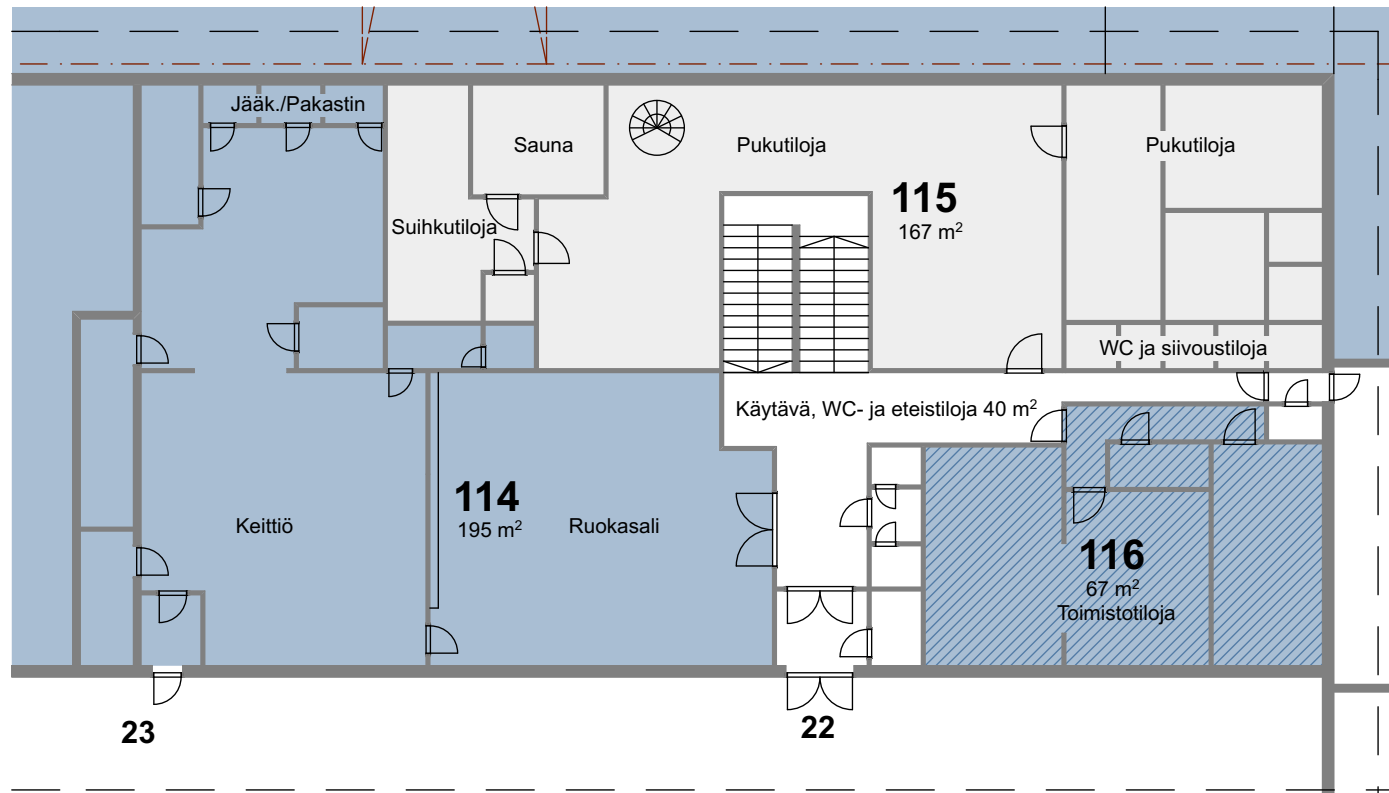 Jääk./Pakastin
Sauna
Pukutiloja
Pukutiloja
115
167 m²
Suihkutiloja
WC ja siivoustiloja
Käytävä, WC- ja eteistiloja 40 m²
114
195 m²
Keittiö
Ruokasali
116
67 m²
Toimistotiloja
23
22